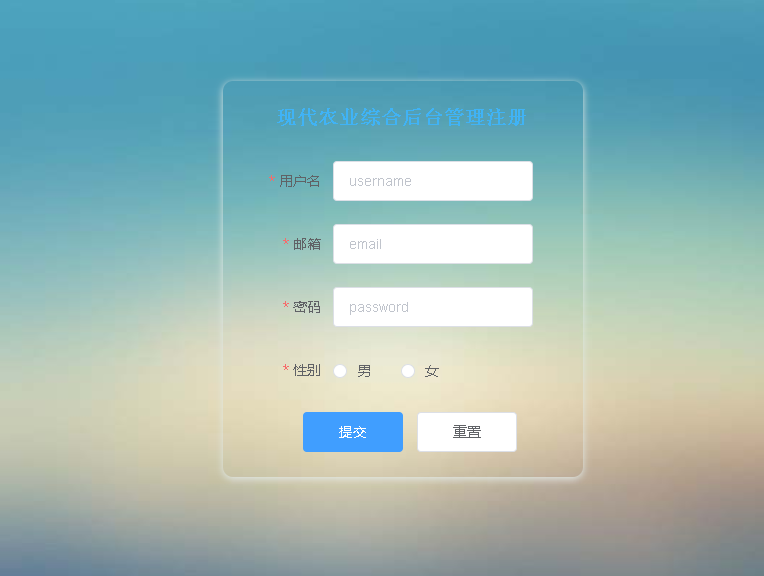 现代农业综合后台管理注册
* 用户名 username
* 邮箱 email
* 密码 password
* 性别 男 女
提交 重置